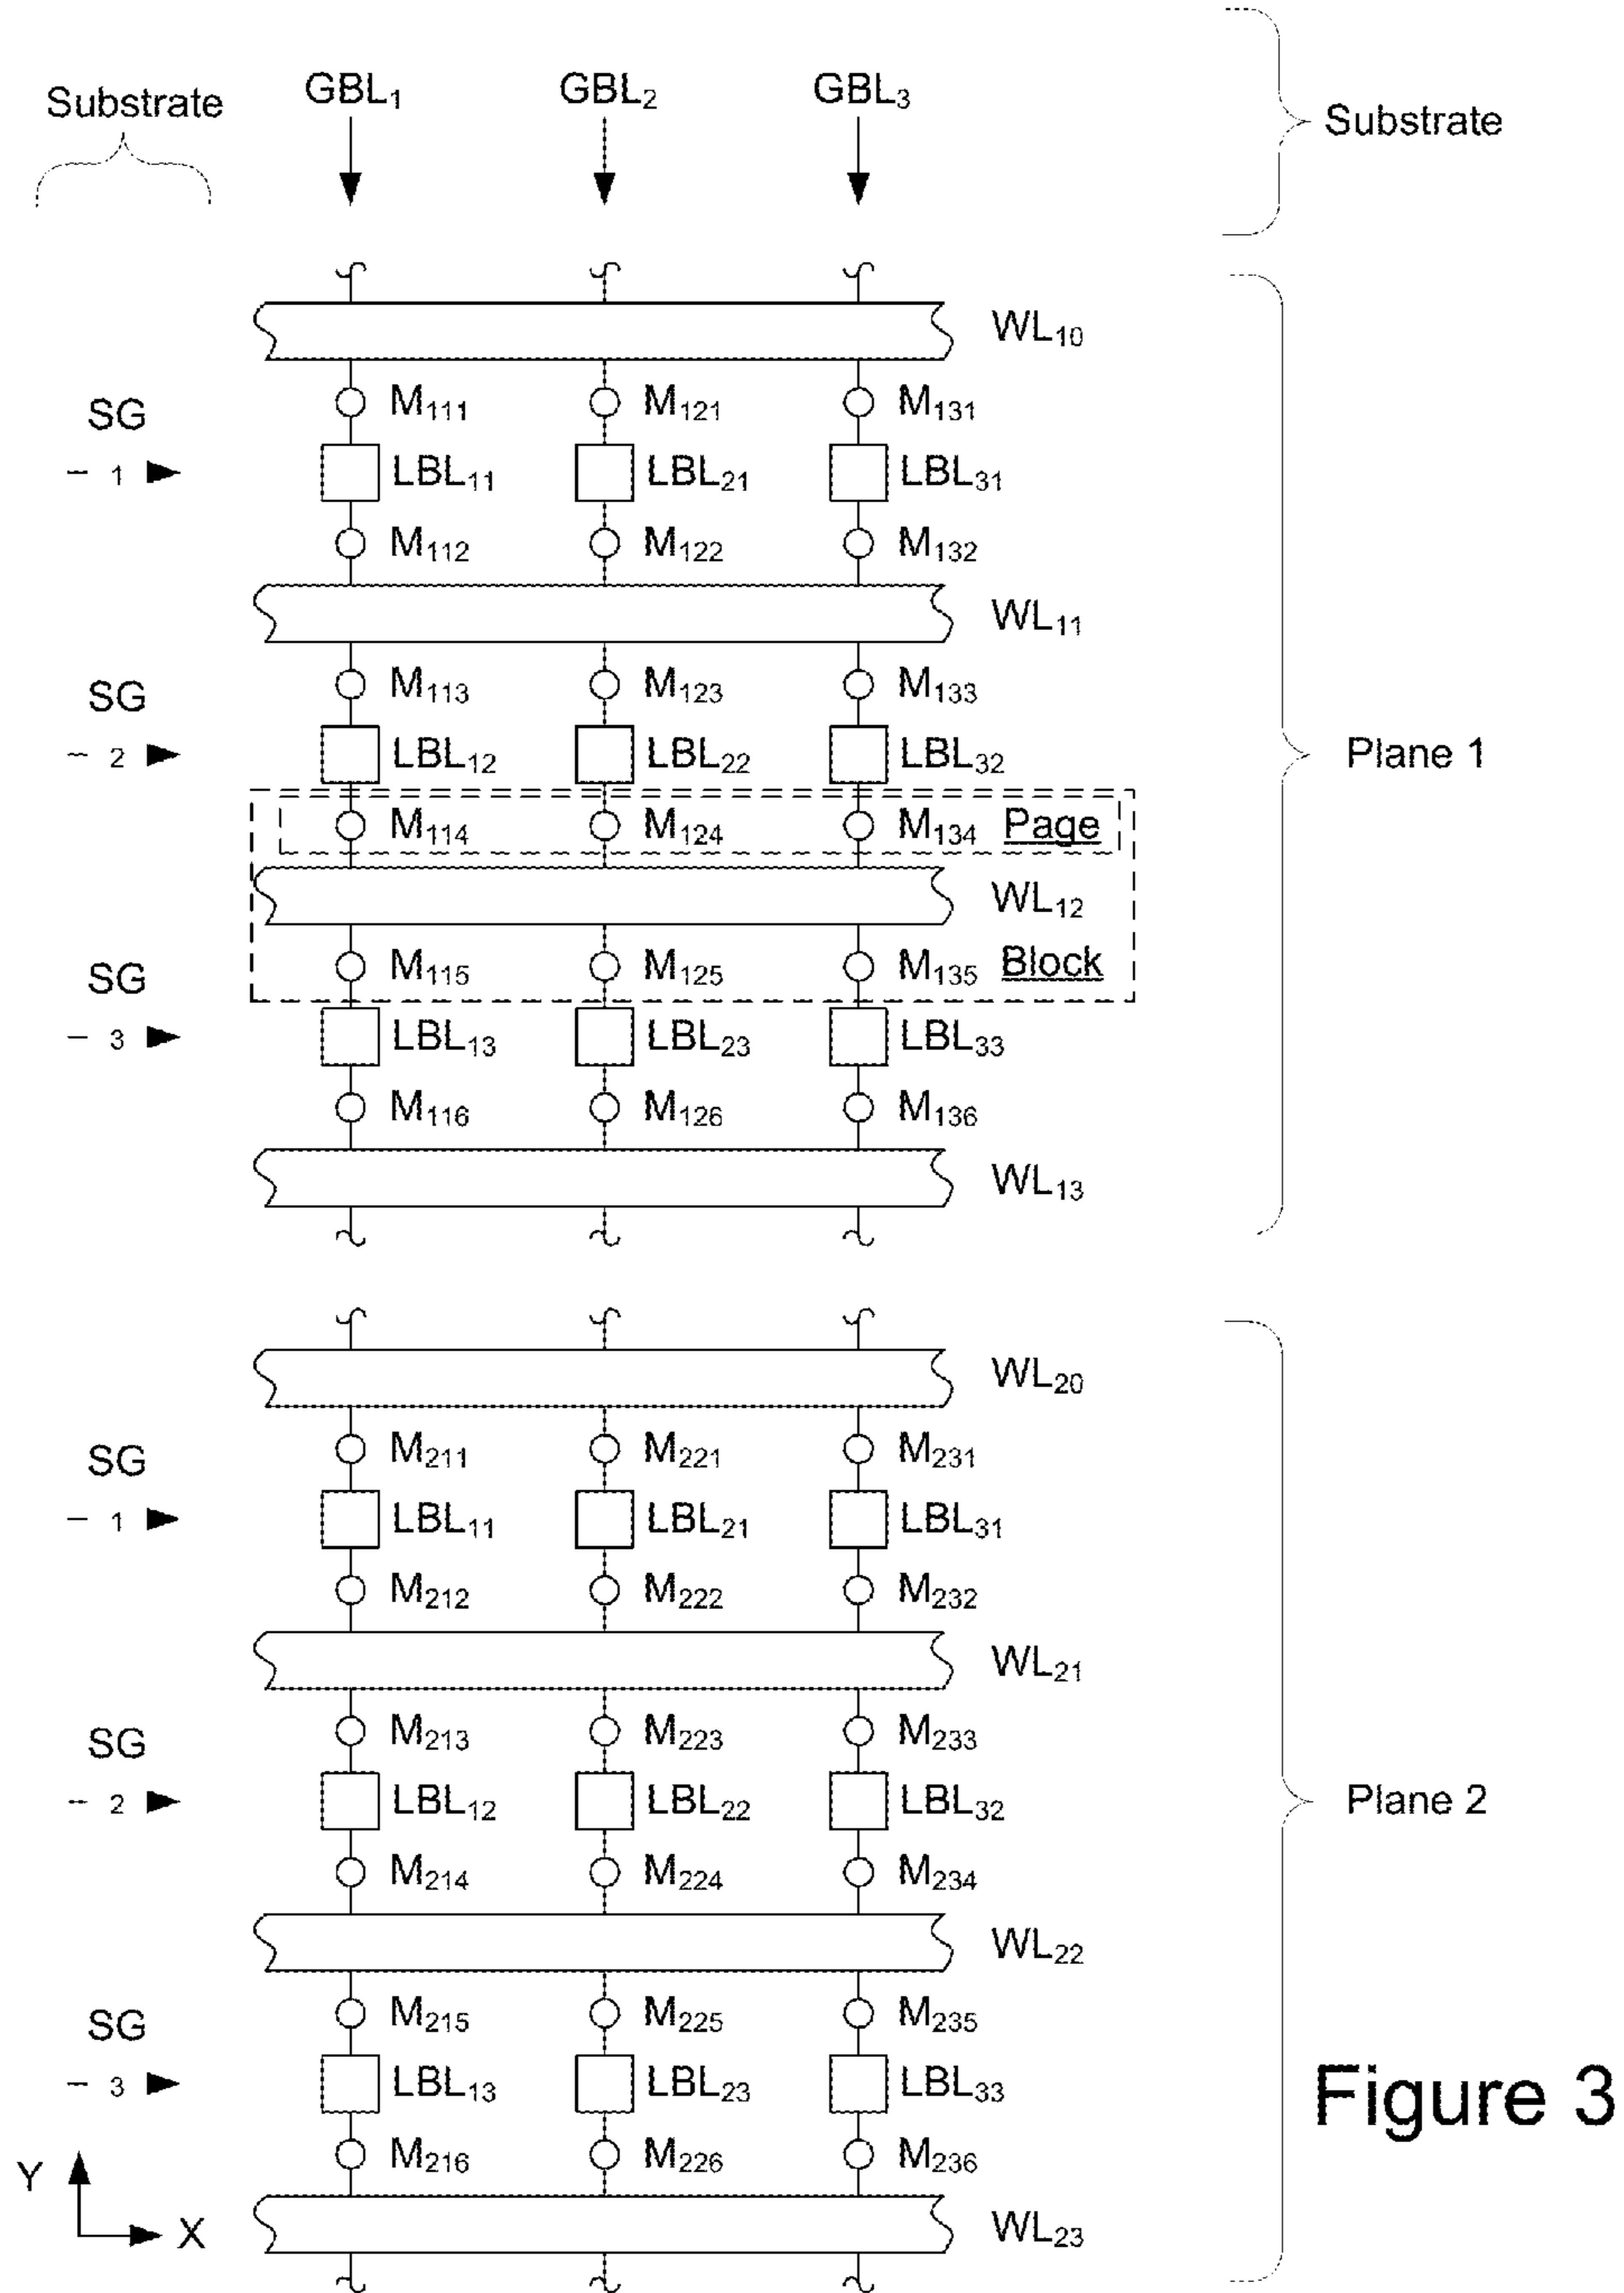 Substrate GBL₁ GBL₂ GBL₃ Substrate
WL₁₀
SG M₁₁₁ M₁₂₁ M₁₃₁
1 LBL₁₁ LBL₂₁ LBL₃₁
M₁₁₂ M₁₂₂ M₁₃₂
WL₁₁
SG M₁₁₃ M₁₂₃ M₁₃₃
2 LBL₁₂ LBL₂₂ LBL₃₂ Plane 1
M₁₁₄ M₁₂₄ M₁₃₄ Page
WL₁₂
SG M₁₁₅ M₁₂₅ M₁₃₅ Block
3 LBL₁₃ LBL₂₃ LBL₃₃
M₁₁₆ M₁₂₆ M₁₃₆
WL₁₃
WL₂₀
SG M₂₁₁ M₂₂₁ M₂₃₁
1 LBL₁₁ LBL₂₁ LBL₃₁
M₂₁₂ M₂₂₂ M₂₃₂
WL₂₁
SG M₂₁₃ M₂₂₃ M₂₃₃
2 LBL₁₂ LBL₂₂ LBL₃₂ Plane 2
M₂₁₄ M₂₂₄ M₂₃₄
WL₂₂
SG M₂₁₅ M₂₂₅ M₂₃₅
3 LBL₁₃ LBL₂₃ LBL₃₃
Figure 3
M₂₁₆ M₂₂₆ M₂₃₆
Y
X WL₂₃